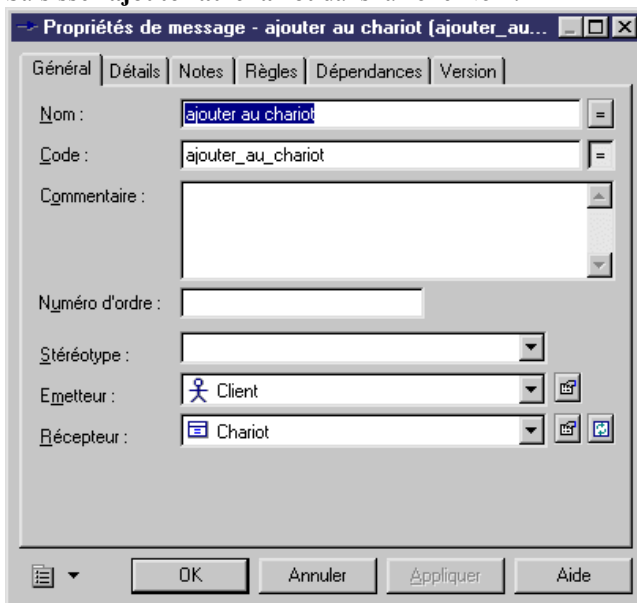 Propriétés de message - ajouter au chariot (ajouter_au...
Général Détails Notes Règles Dépendances Version
Nom : ajouter au chariot =
Code : ajouter_au_chariot =
Commentaire :
Numéro d'ordre :
Stéréotype :
Emetteur : Client
Récepteur : Chariot
OK Annuler Appliquer Aide